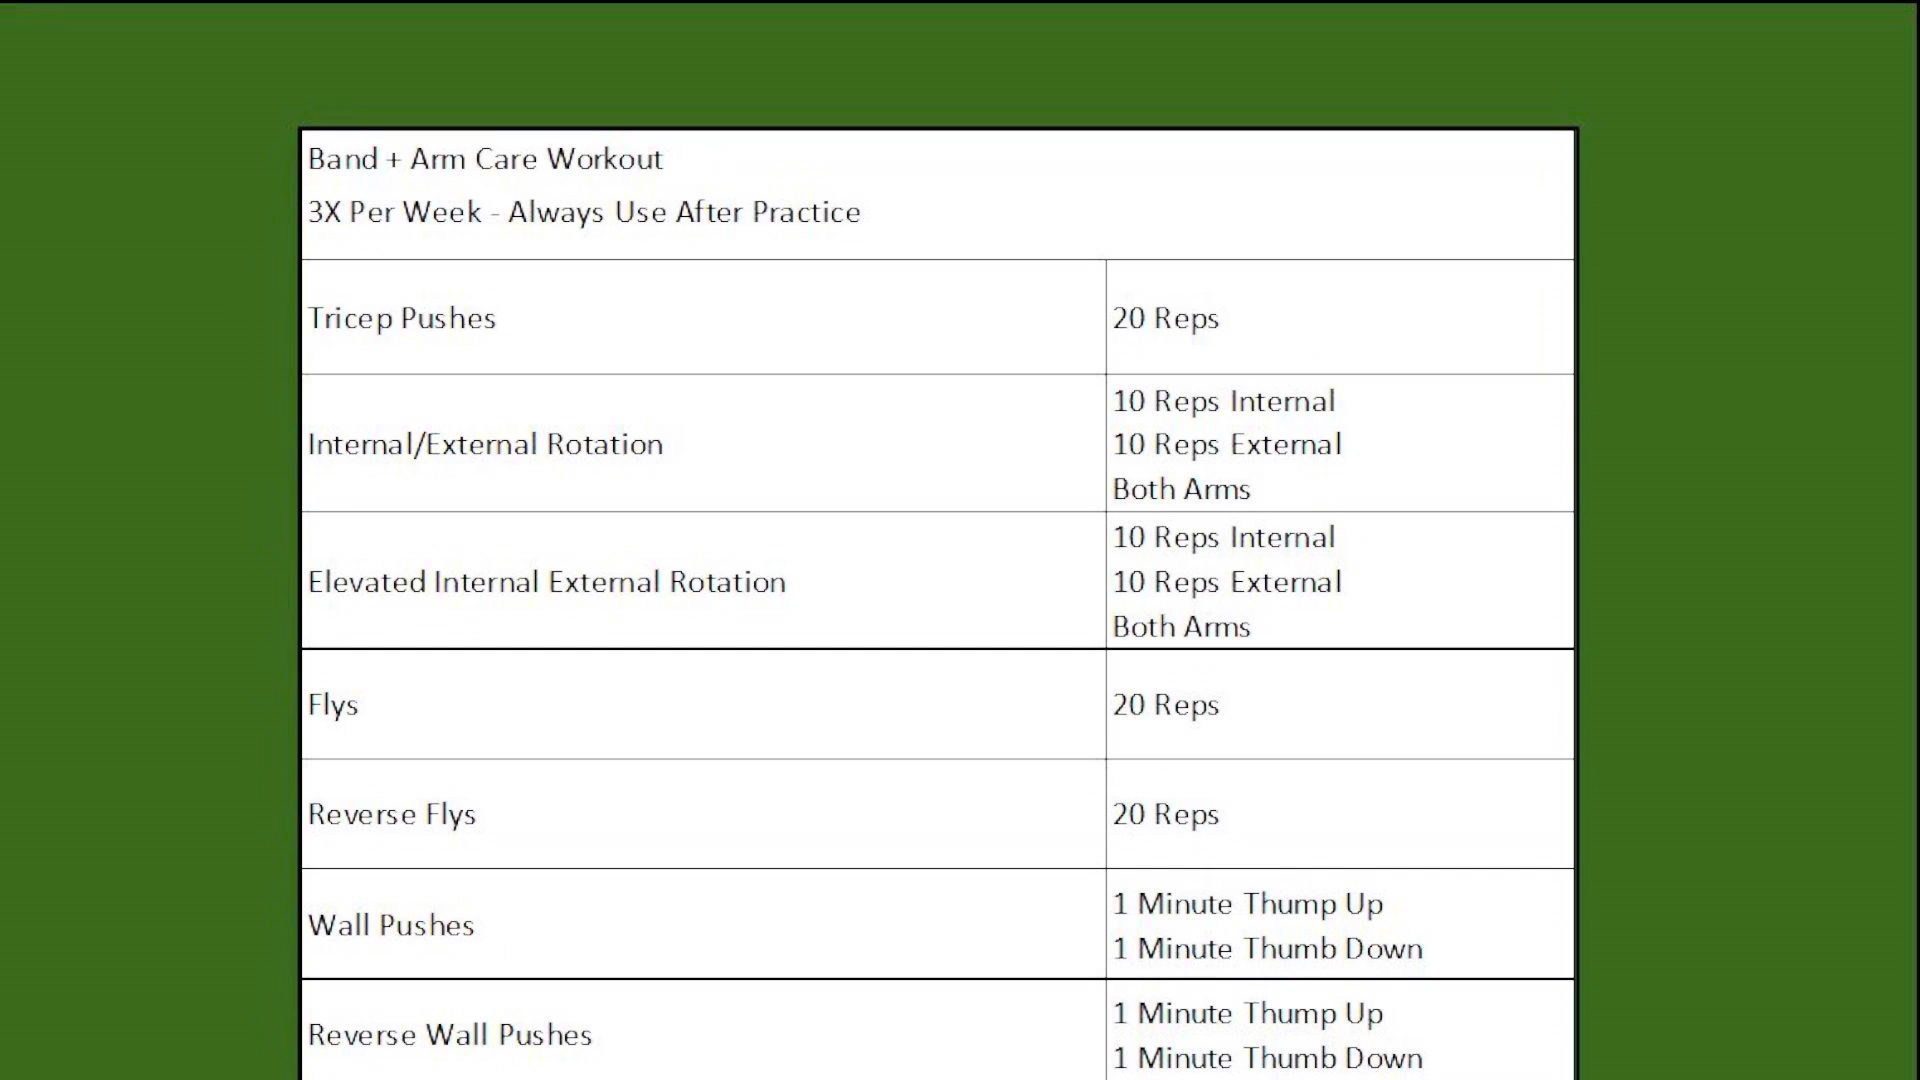 Band + Arm Care Workout
3X Per Week - Always Use After Practice
Tricep Pushes
20 Reps
Internal/External Rotation
10 Reps Internal
10 Reps External
Both Arms
Elevated Internal External Rotation
10 Reps Internal
10 Reps External
Both Arms
Flys
20 Reps
Reverse Flys
20 Reps
Wall Pushes
1 Minute Thump Up
1 Minute Thumb Down
Reverse Wall Pushes
1 Minute Thump Up
1 Minute Thumb Down